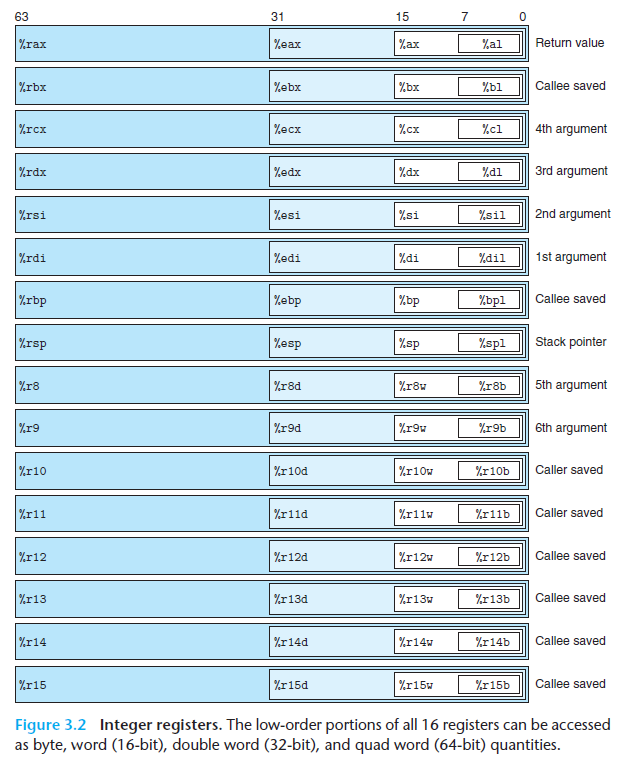 63 31 15 7 0
%rax %eax %ax %al Return value
%rbx %ebx %bx %bl Callee saved
%rcx %ecx %cx %cl 4th argument
%rdx %edx %dx %dl 3rd argument
%rsi %esi %si %sil 2nd argument
%rdi %edi %di %dil 1st argument
%rbp %ebp %bp %bpl Callee saved
%rsp %esp %sp %spl Stack pointer
%r8 %r8d %r8w %r8b 5th argument
%r9 %r9d %r9w %r9b 6th argument
%r10 %r10d %r10w %r10b Caller saved
%r11 %r11d %r11w %r11b Caller saved
%r12 %r12d %r12w %r12b Callee saved
%r13 %r13d %r13w %r13b Callee saved
%r14 %r14d %r14w %r14b Callee saved
%r15 %r15d %r15w %r15b Callee saved
Figure 3.2 Integer registers. The low-order portions of all 16 registers can be accessed
as byte, word (16-bit), double word (32-bit), and quad word (64-bit) quantities.